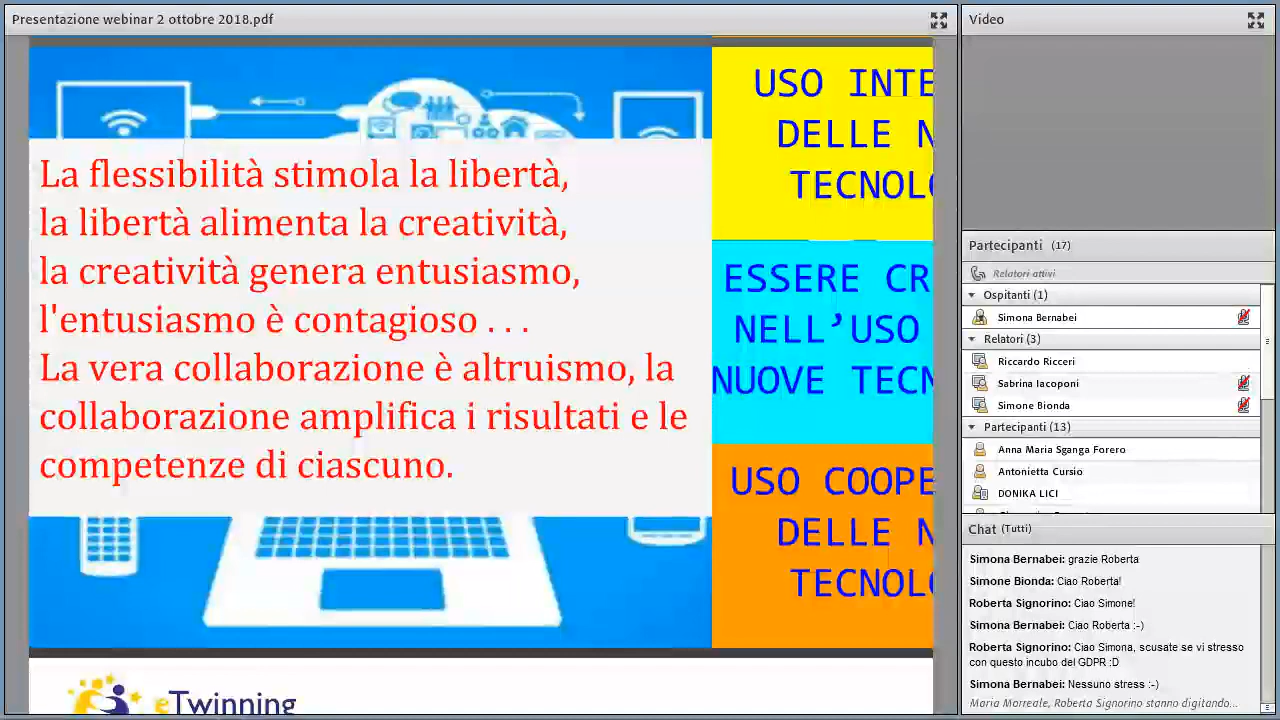 Presentazione webinar 2 ottobre 2018.pdf
La flessibilità stimola la libertà,
la libertà alimenta la creatività,
la creatività genera entusiasmo,
l'entusiasmo è contagioso . . .
La vera collaborazione è altruismo, la
collaborazione amplifica i risultati e le
competenze di ciascuno.
USO INTE
DELLE N
TECNOLO
ESSERE CR
NELL’USO
NUOVE TECN
USO COOPE
DELLE N
TECNOLO
eTwinning
Video
Partecipanti (17)
Relatori attivi
Ospitanti (1)
Simona Bernabei
Relatori (3)
Riccardo Ricceri
Sabrina Iacoponi
Simone Bionda
Partecipanti (13)
Anna Maria Sganga Forero
Antonietta Cursio
DONIKA LICI
Chat (Tutti)
Simona Bernabei: grazie Roberta
Simone Bionda: Ciao Roberta!
Roberta Signorino: Ciao Simone!
Simona Bernabei: Ciao Roberta :-)
Roberta Signorino: Ciao Simona, scusate se vi stresso
con questo incubo del GDPR :D
Simona Bernabei: Nessuno stress :-)
Maria Morreale, Roberta Signorino stanno digitando...